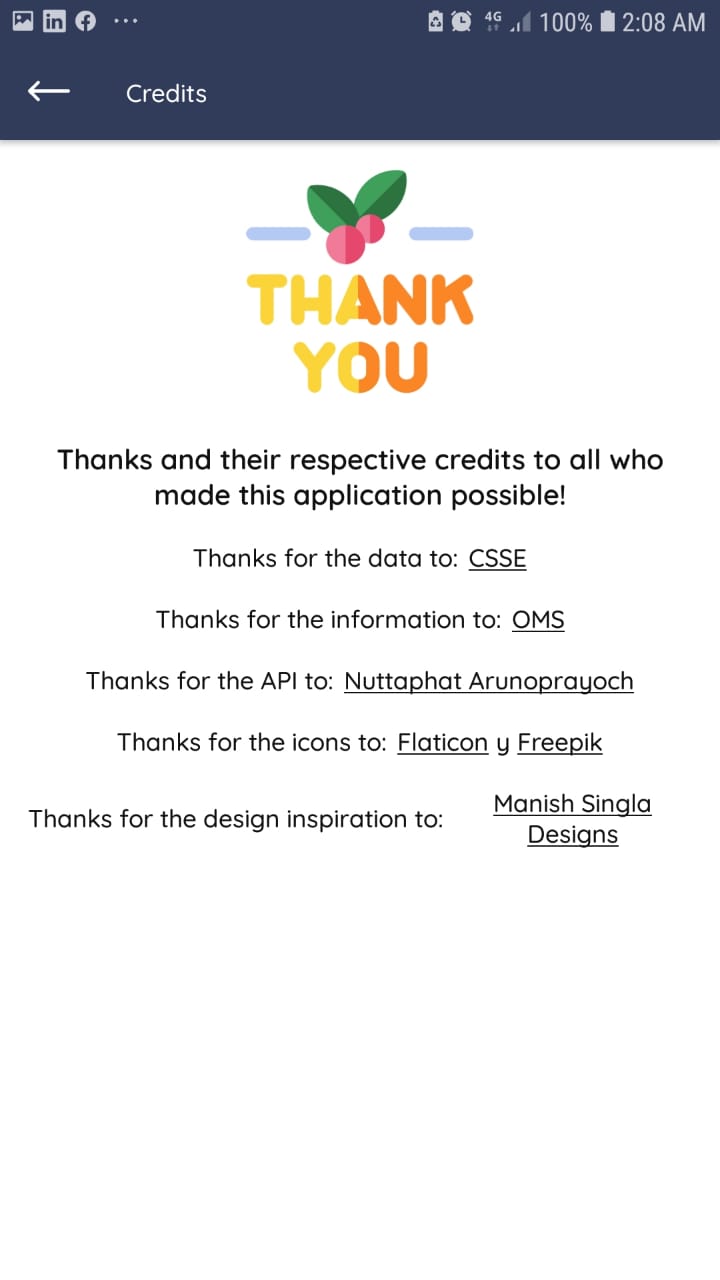 4G 100% 2:08 AM
Credits
THANK
YOU
Thanks and their respective credits to all who
made this application possible!
Thanks for the data to: CSSE
Thanks for the information to: OMS
Thanks for the API to: Nuttaphat Arunoprayoch
Thanks for the icons to: Flaticon y Freepik
Thanks for the design inspiration to: Manish Singla
Designs